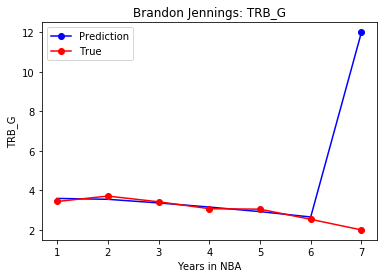 Brandon Jennings: TRB_G
Prediction
True
12
10
8
6
4
2
TRB_G
1 2 3 4 5 6 7
Years in NBA